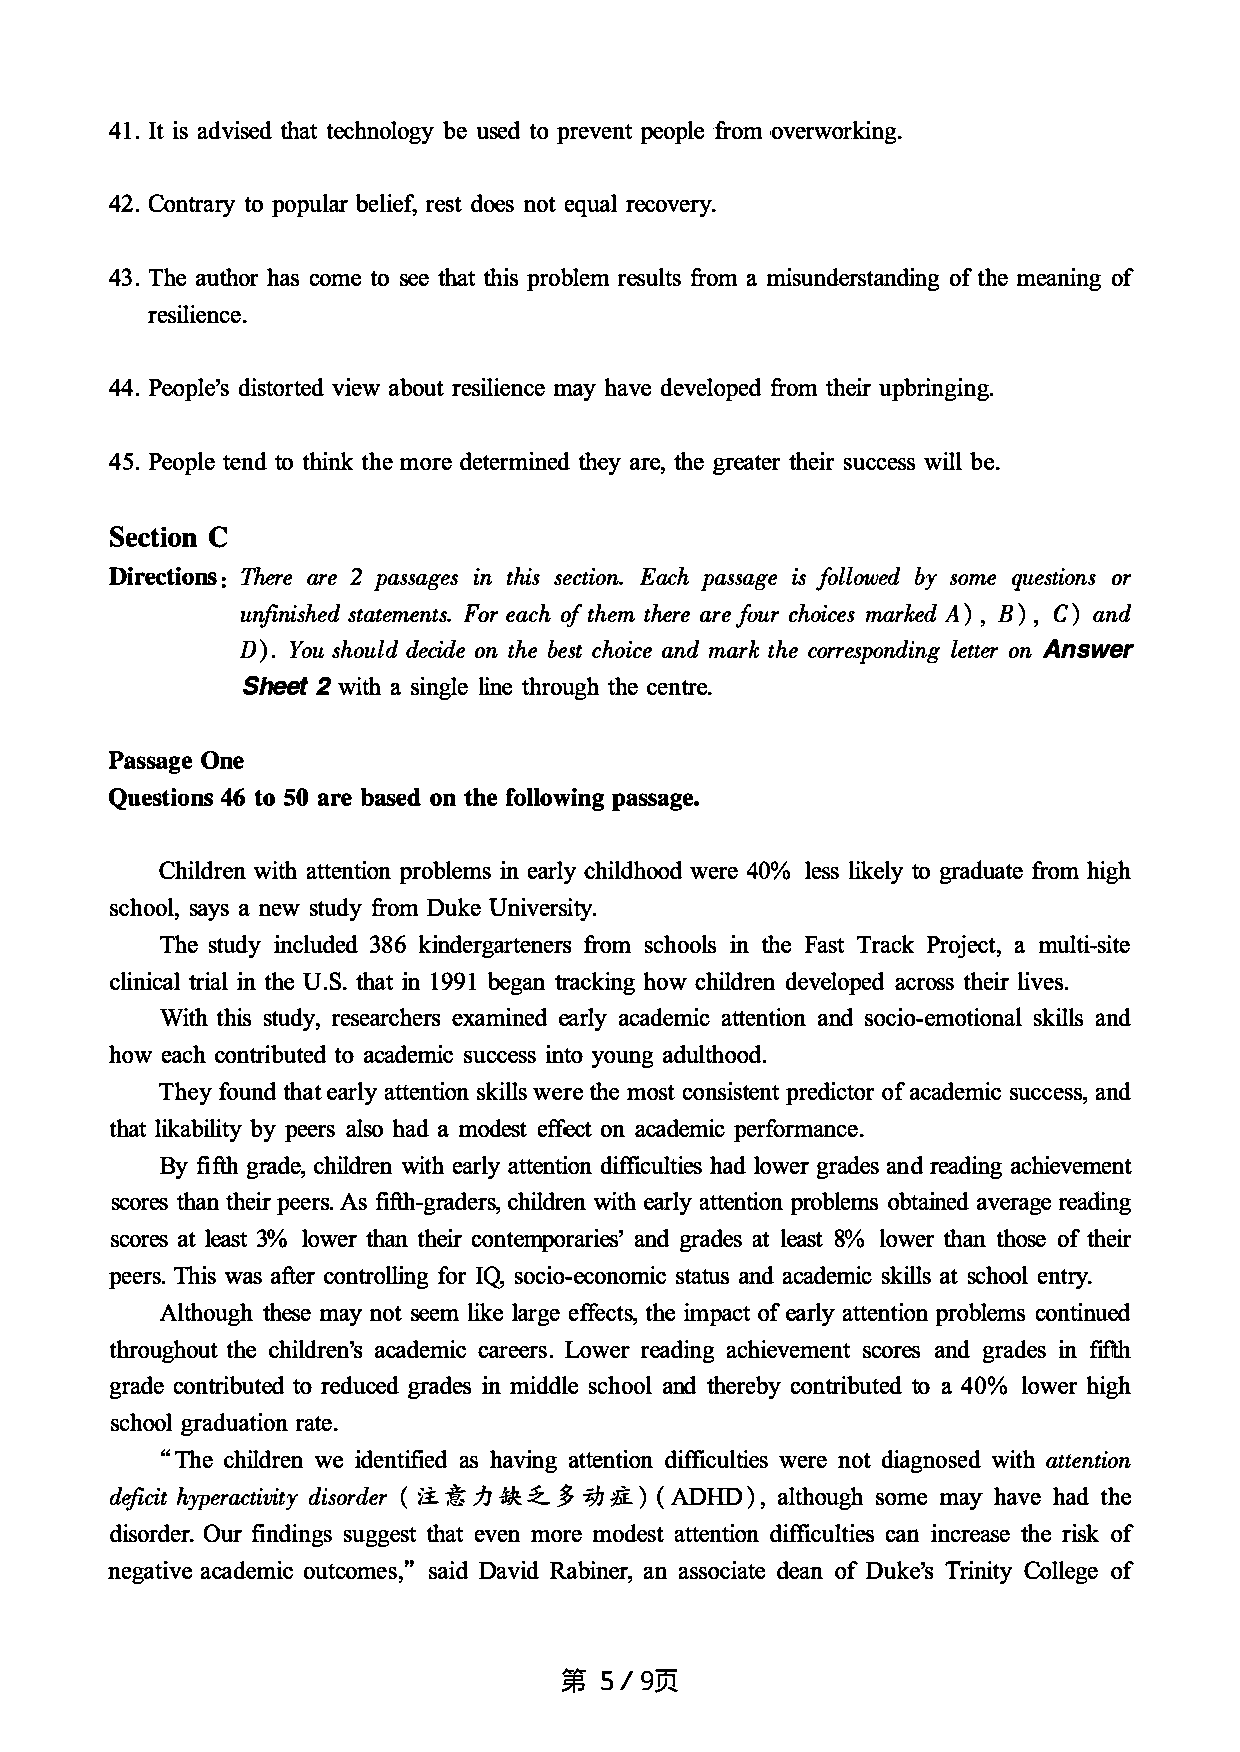 41. It is advised that technology be used to prevent people from overworking.
42. Contrary to popular belief, rest does not equal recovery.
43. The author has come to see that this problem results from a misunderstanding of the meaning of
resilience.
44. People’s distorted view about resilience may have developed from their upbringing.
45. People tend to think the more determined they are, the greater their success will be.
Section C
Directions: There are 2 passages in this section. Each passage is followed by some questions or
unfinished statements. For each of them there are four choices marked A), B), C) and
D). You should decide on the best choice and mark the corresponding letter on Answer
Sheet 2 with a single line through the centre.
Passage One
Questions 46 to 50 are based on the following passage.
Children with attention problems in early childhood were 40% less likely to graduate from high
school, says a new study from Duke University.
The study included 386 kindergarteners from schools in the Fast Track Project, a multi-site
clinical trial in the U.S. that in 1991 began tracking how children developed across their lives.
With this study, researchers examined early academic attention and socio-emotional skills and
how each contributed to academic success into young adulthood.
They found that early attention skills were the most consistent predictor of academic success, and
that likability by peers also had a modest effect on academic performance.
By fifth grade, children with early attention difficulties had lower grades and reading achievement
scores than their peers. As fifth-graders, children with early attention problems obtained average reading
scores at least 3% lower than their contemporaries’ and grades at least 8% lower than those of their
peers. This was after controlling for IQ, socio-economic status and academic skills at school entry.
Although these may not seem like large effects, the impact of early attention problems continued
throughout the children’s academic careers. Lower reading achievement scores and grades in fifth
grade contributed to reduced grades in middle school and thereby contributed to a 40% lower high
school graduation rate.
“The children we identified as having attention difficulties were not diagnosed with attention
deficit hyperactivity disorder (注意力缺乏多动症)(ADHD), although some may have had the
disorder. Our findings suggest that even more modest attention difficulties can increase the risk of
negative academic outcomes,” said David Rabiner, an associate dean of Duke’s Trinity College of
第 5 / 9页